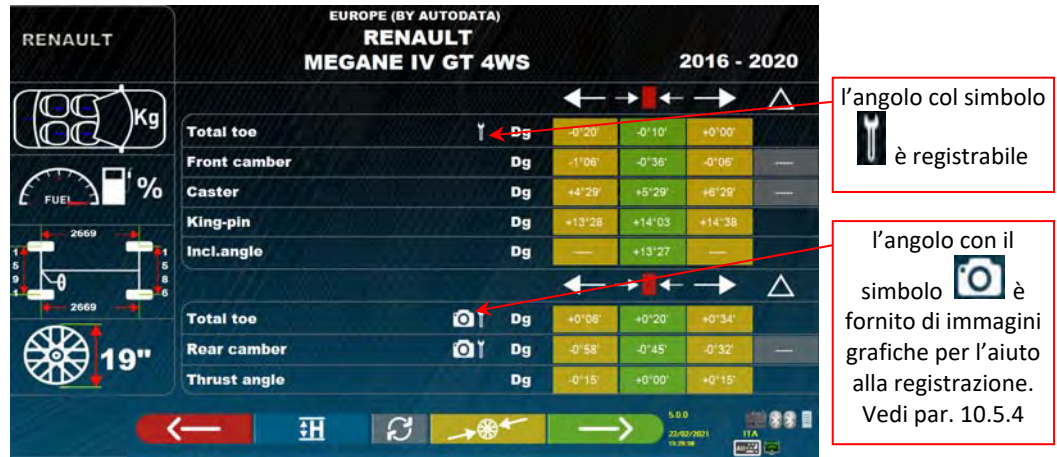 EUROPE (BY AUTODATA)
RENAULT
RENAULT
MEGANE IV GT 4WS
2016 - 2020
Kg
FUEL
%
2669
1591
1586
2669
19"
Total toe Dg -0°20' -0°10' +0°00'
Front camber Dg -1°06' -0°36' -0°06' ----
Caster Dg +4°29' +5°29' +6°29' ----
King-pin Dg +13°28 +14°03 +14°38
Incl.angle Dg ---- +13°27 ----
Total toe Dg +0°06' +0°20' +0°34'
Rear camber Dg -0°58' -0°45' -0°32' ----
Thrust angle Dg -0°15' +0°00' +0°15'
H
5.0.0
22/02/2021
ITA
l’angolo col simbolo
è registrabile
l’angolo con il
simbolo è
fornito di immagini
grafiche per l’aiuto
alla registrazione.
Vedi par. 10.5.4